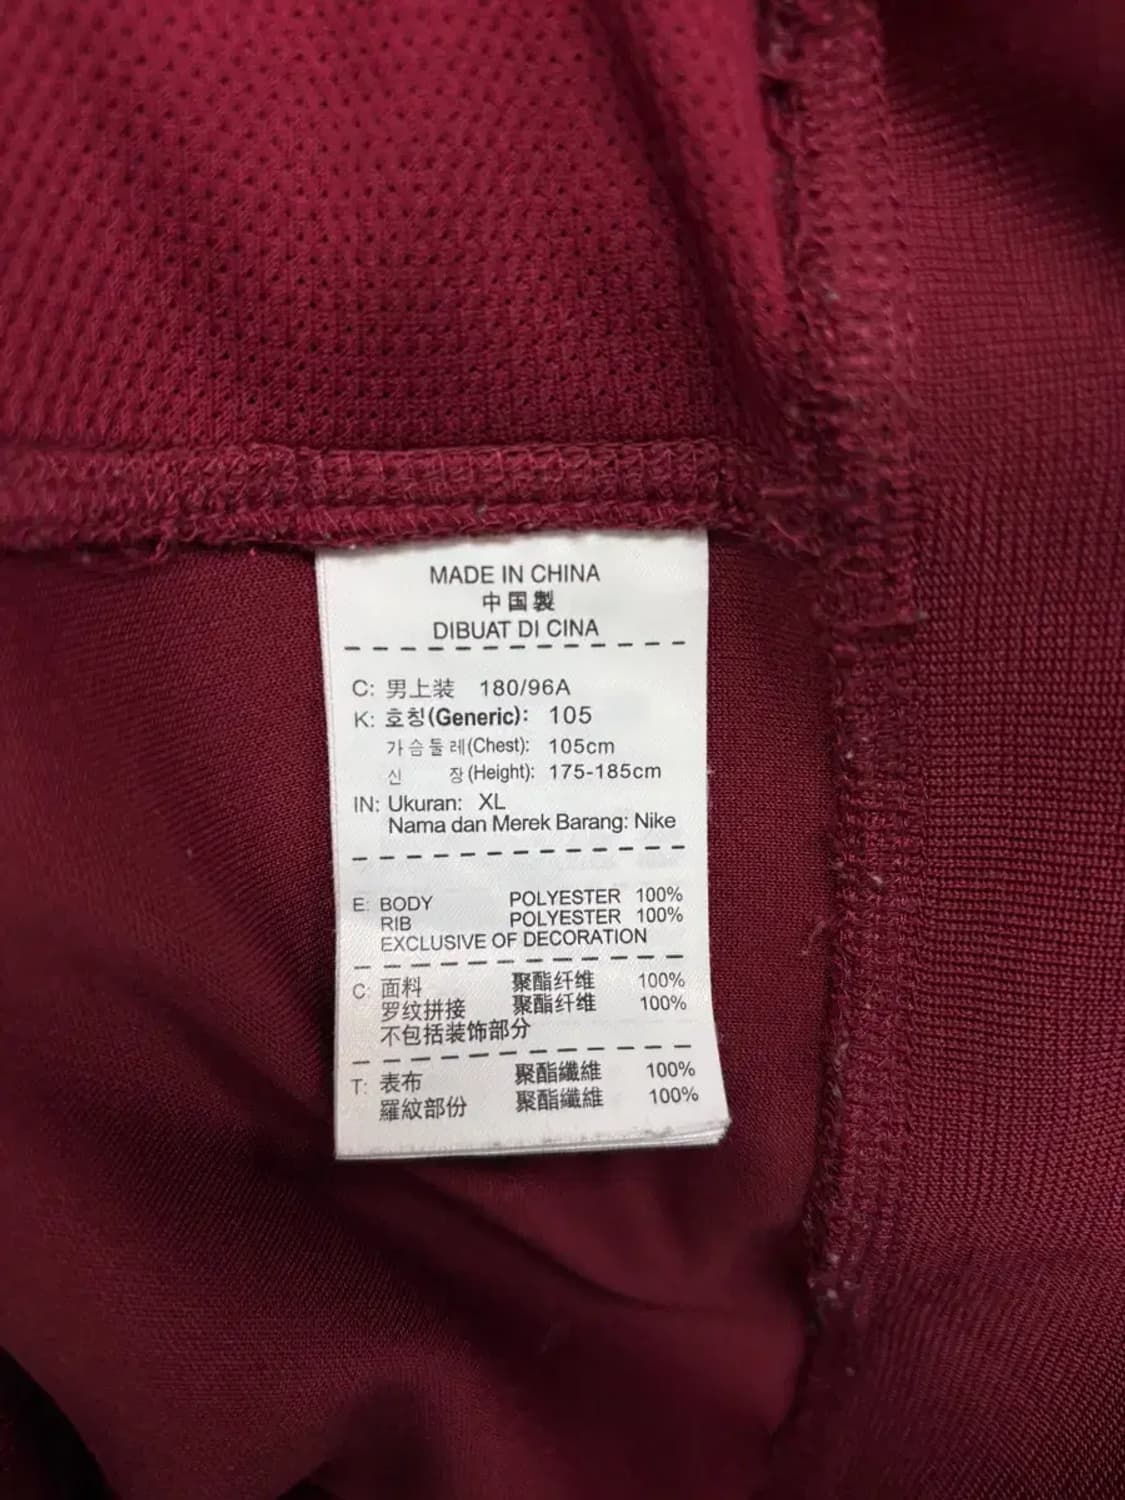 MADE IN CHINA
中国製
DIBUAT DI CINA
C: 男上装 180/96A
K: 호칭(Generic): 105
가슴둘레(Chest): 105cm
신 장(Height): 175-185cm
IN: Ukuran: XL
Nama dan Merek Barang: Nike
E: BODY POLYESTER 100%
RIB POLYESTER 100%
EXCLUSIVE OF DECORATION
C: 面料 聚酯纤维 100%
罗纹拼接 聚酯纤维 100%
不包括装饰部分
T: 表布 聚酯纖維 100%
羅紋部份 聚酯纖維 100%